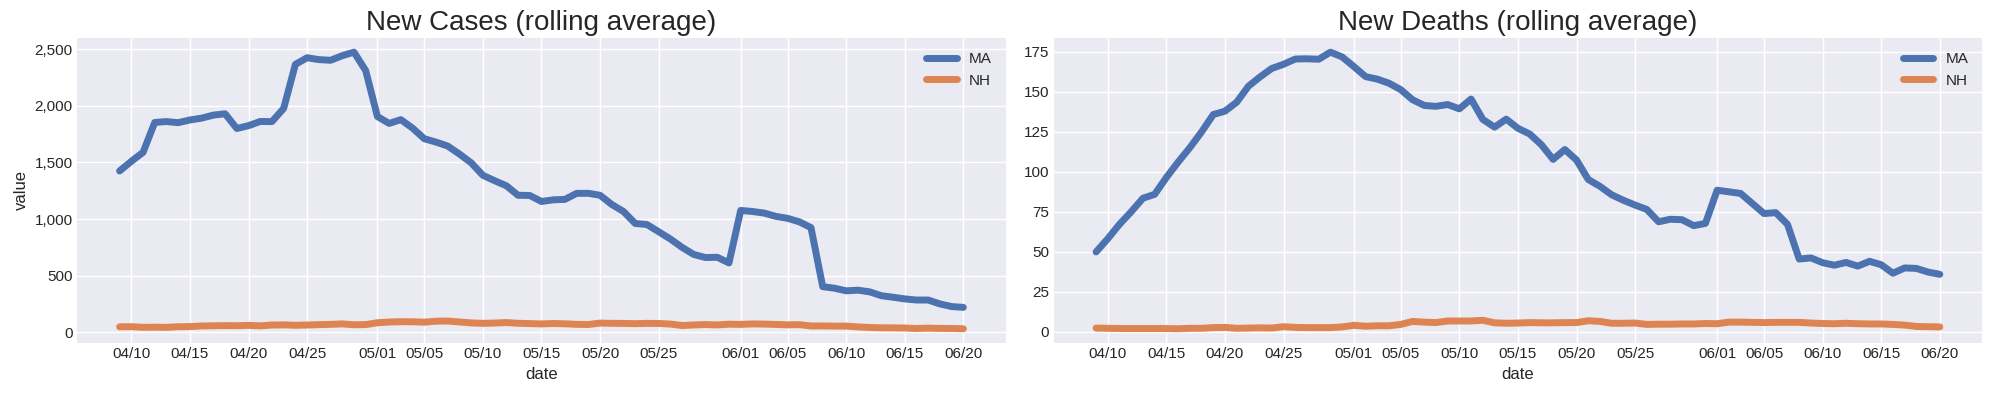 New Cases (rolling average)
2,500
2,000
1,500
1,000
500
0
value
MA
NH
04/10 04/15 04/20 04/25 05/01 05/05 05/10 05/15 05/20 05/25 06/01 06/05 06/10 06/15 06/20
date
New Deaths (rolling average)
175
150
125
100
75
50
25
0
MA
NH
04/10 04/15 04/20 04/25 05/01 05/05 05/10 05/15 05/20 05/25 06/01 06/05 06/10 06/15 06/20
date